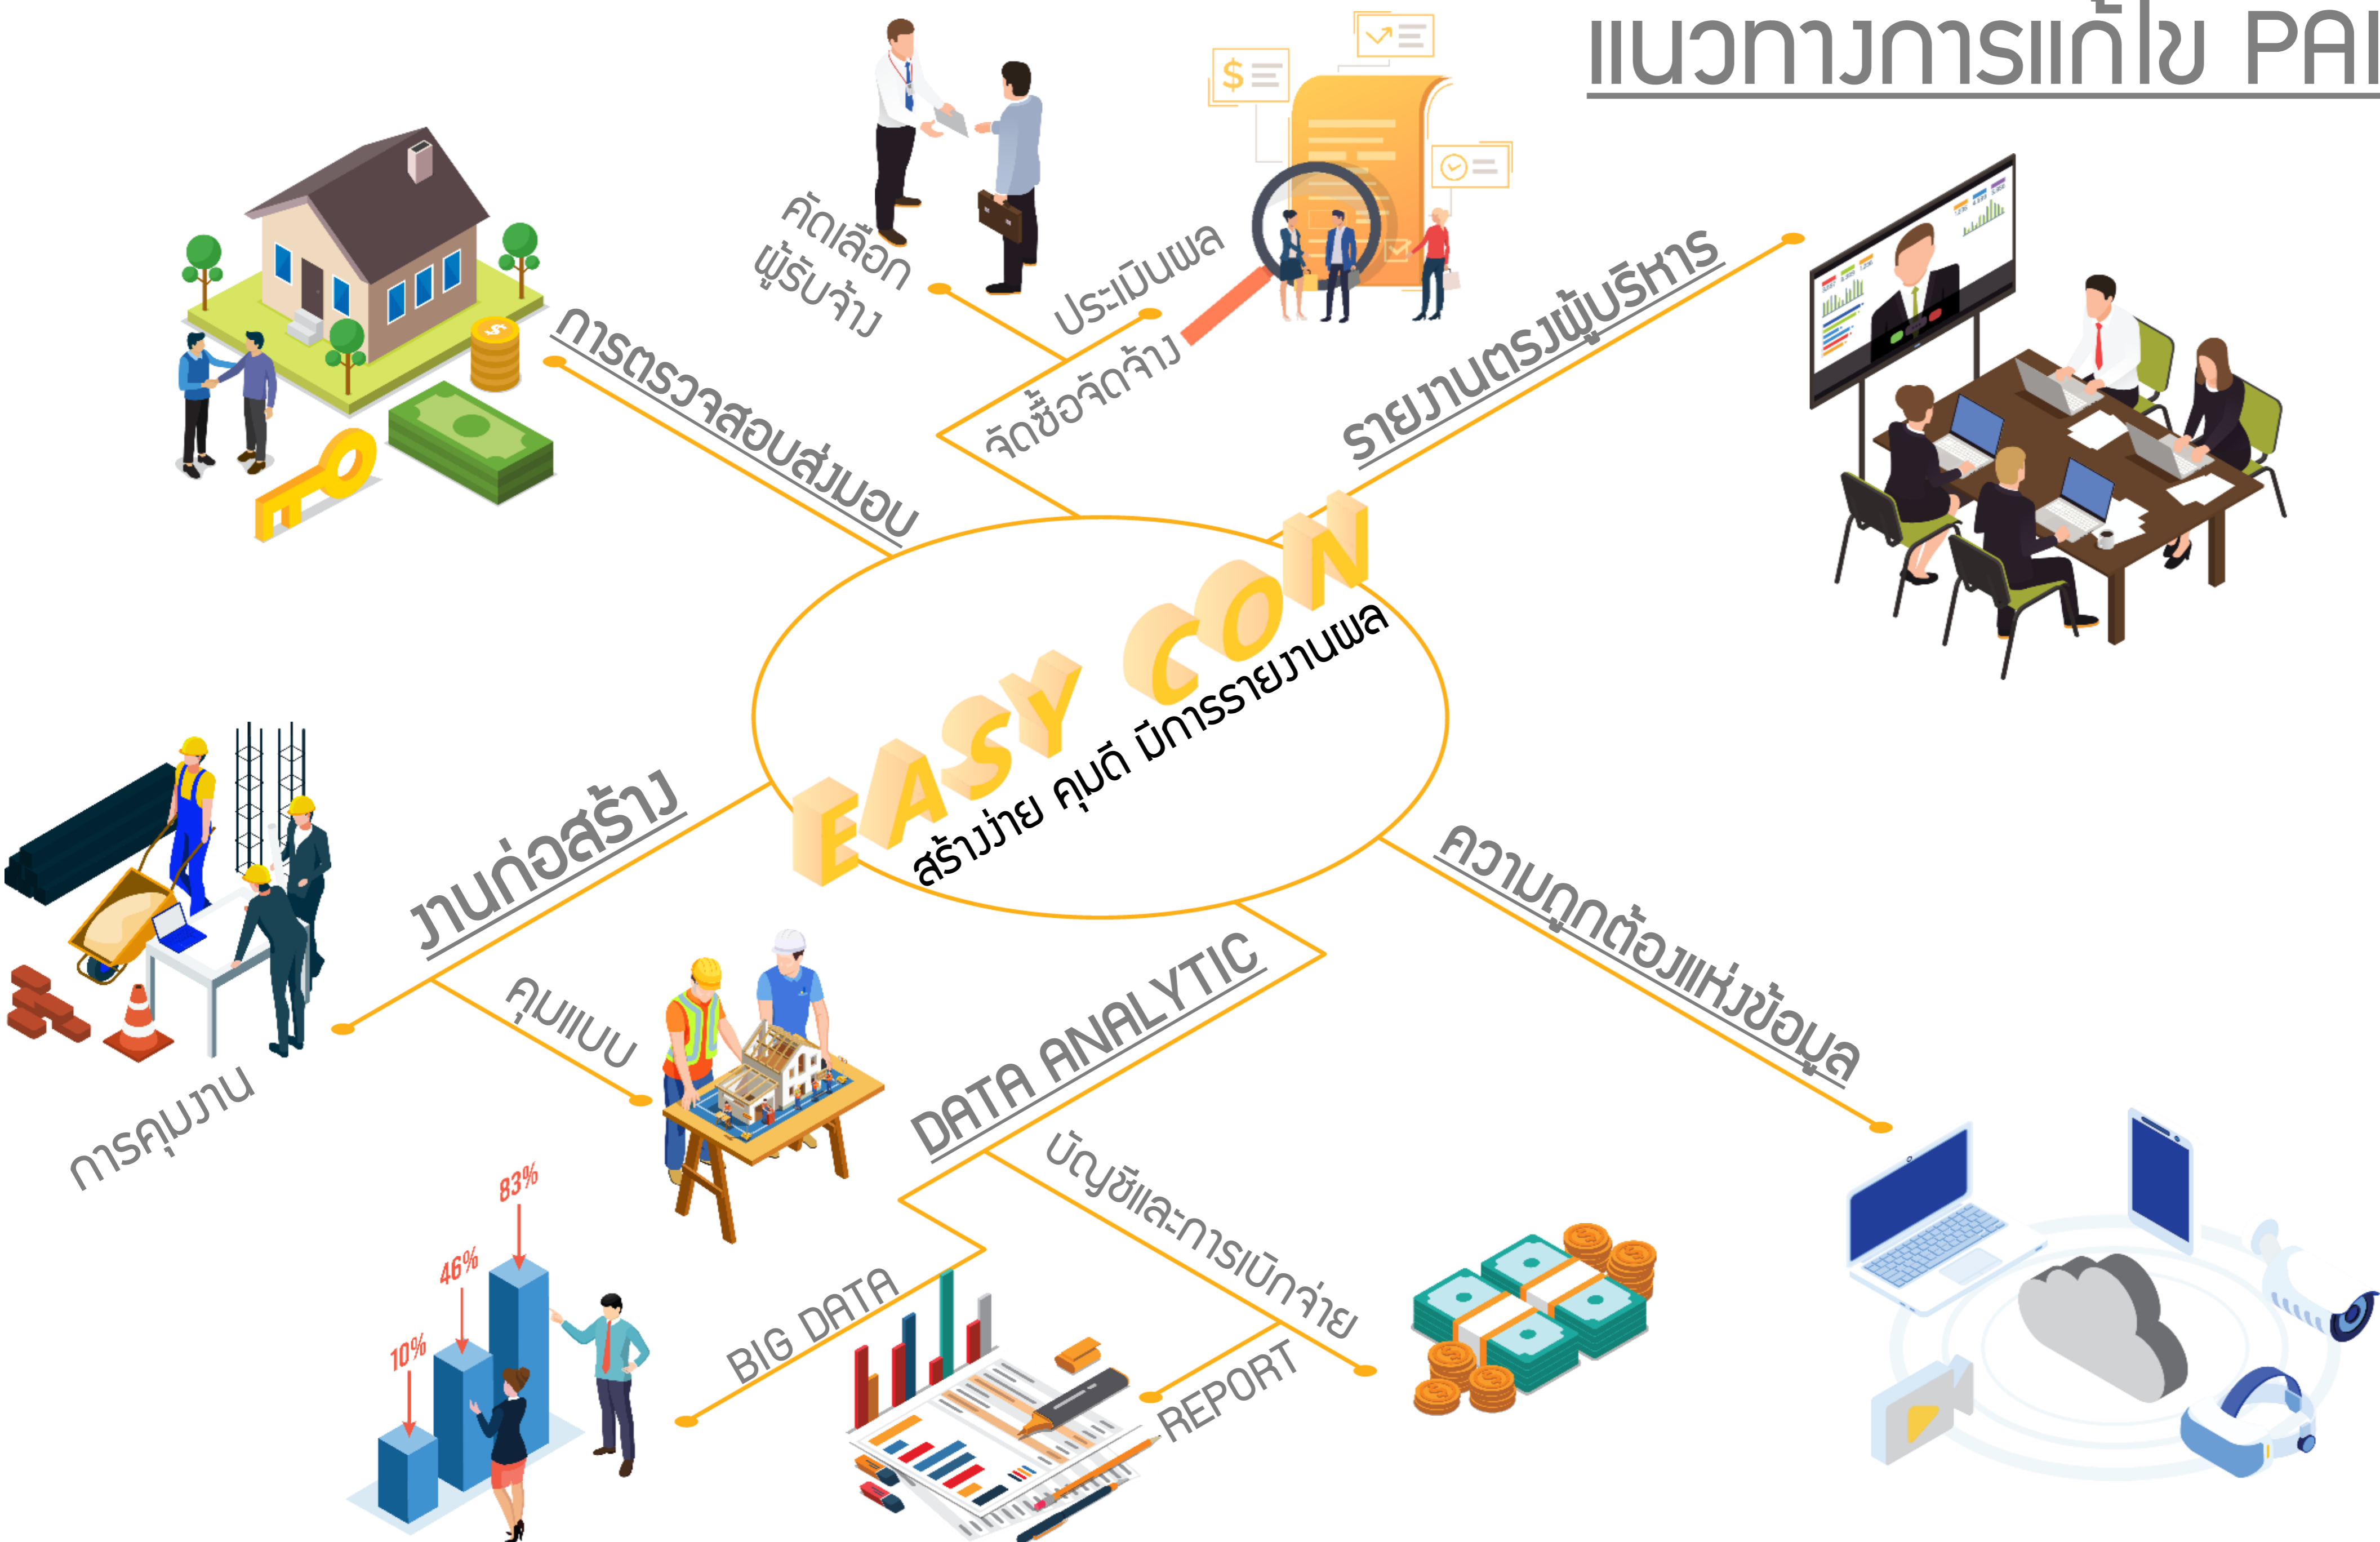 แนวทางการแก้ไข PAI
คัดเลือก
ผู้รับจ้าง
ประเมินผล
จัดซื้อจัดจ้าง
รายงานตรงผู้บริหาร
การตรวจสอบส่งมอบ
EASY CON
สร้างง่าย คุมดี มีการรายงานผล
งานก่อสร้าง
คุมแบบ
การคุมงาน
ความถูกต้องแห่งข้อมูล
DATA ANALYTIC
บัญชีและการเบิกจ่าย
BIG DATA
REPORT
10%
46%
83%